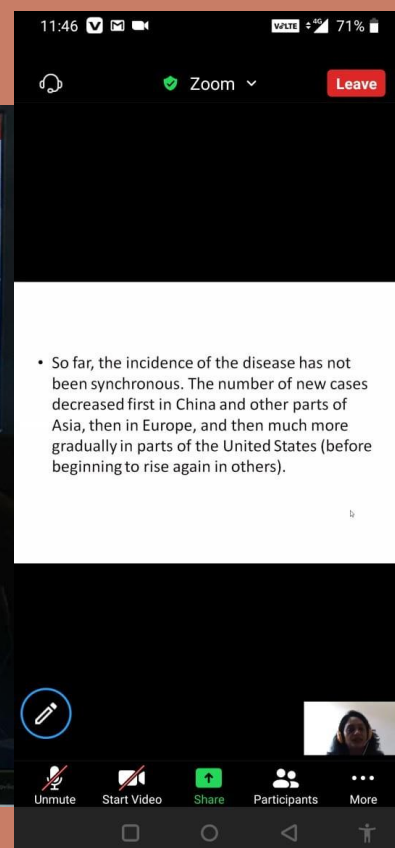 11:46 VoLTE 4G 71%
Zoom Leave
• So far, the incidence of the disease has not
been synchronous. The number of new cases
decreased first in China and other parts of
Asia, then in Europe, and then much more
gradually in parts of the United States (before
beginning to rise again in others).
Unmute Start Video Share Participants More